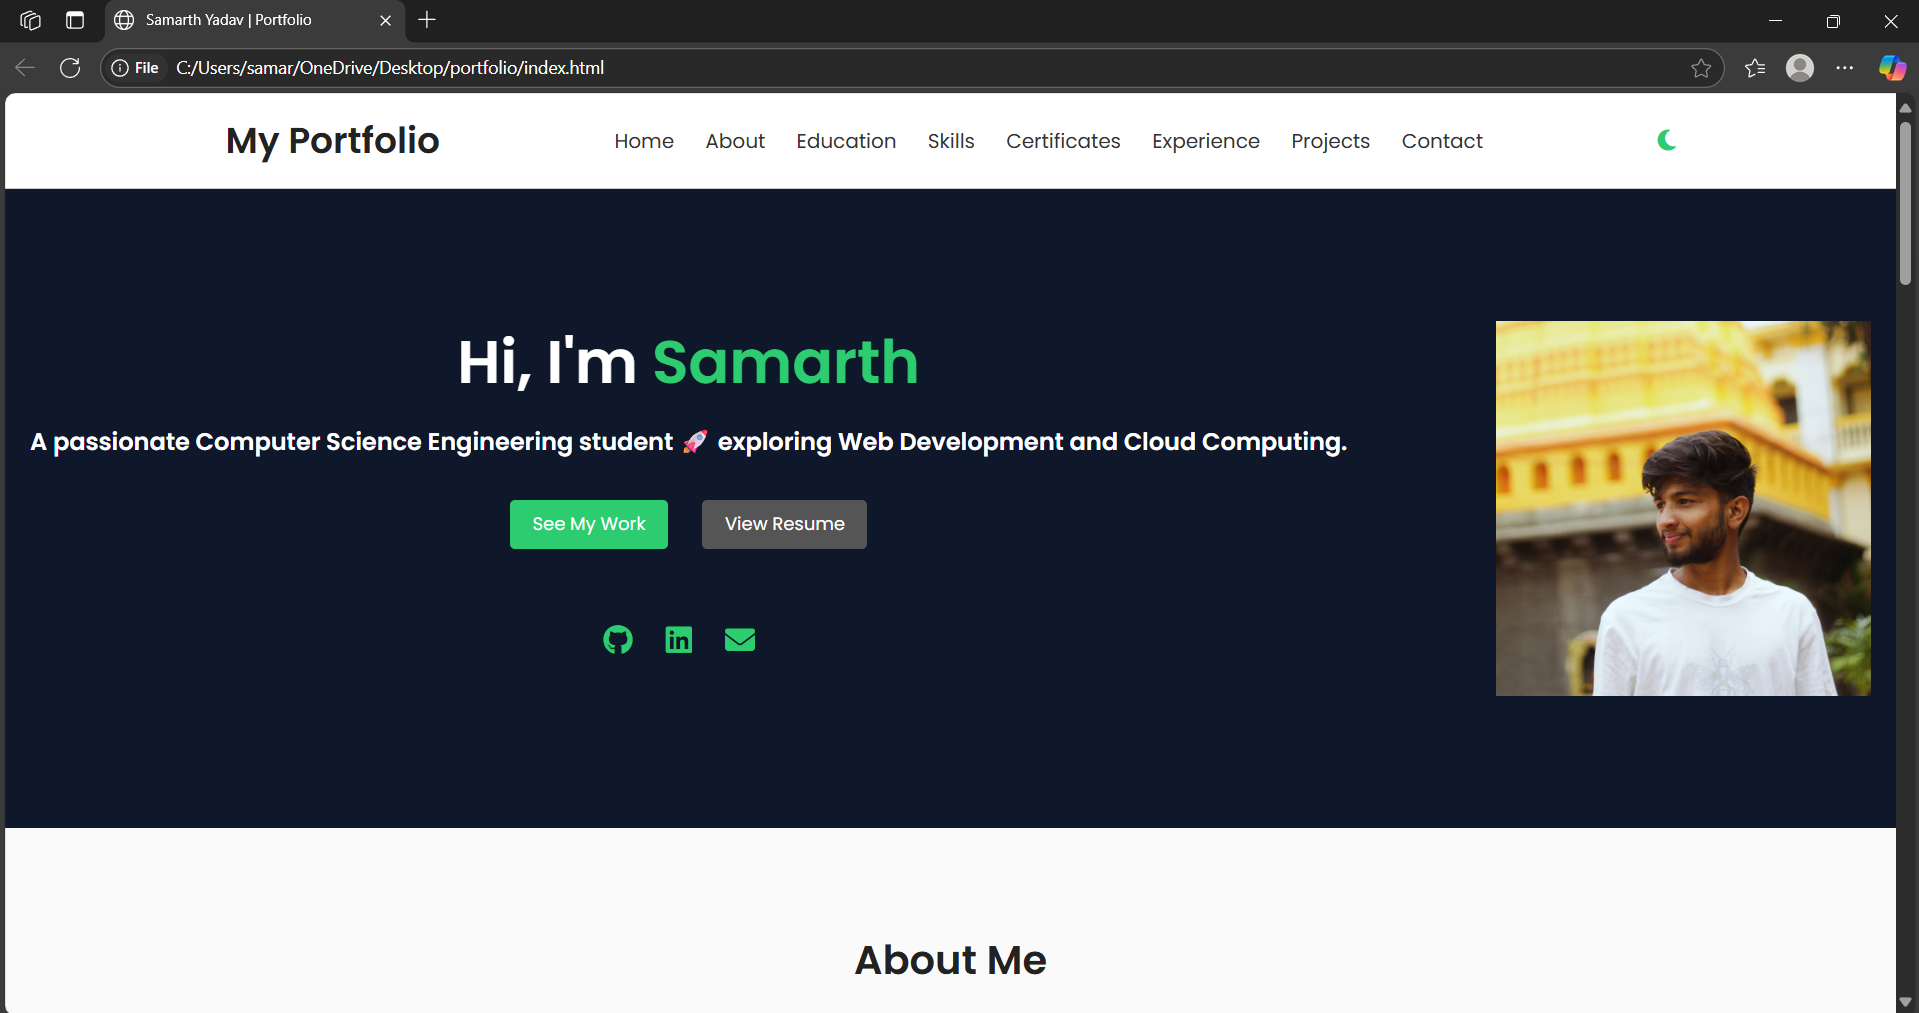 Samarth Yadav | Portfolio
File C:/Users/samar/OneDrive/Desktop/portfolio/index.html
My Portfolio Home About Education Skills Certificates Experience Projects Contact
Hi, I'm Samarth
A passionate Computer Science Engineering student 🚀 exploring Web Development and Cloud Computing.
See My Work View Resume
About Me